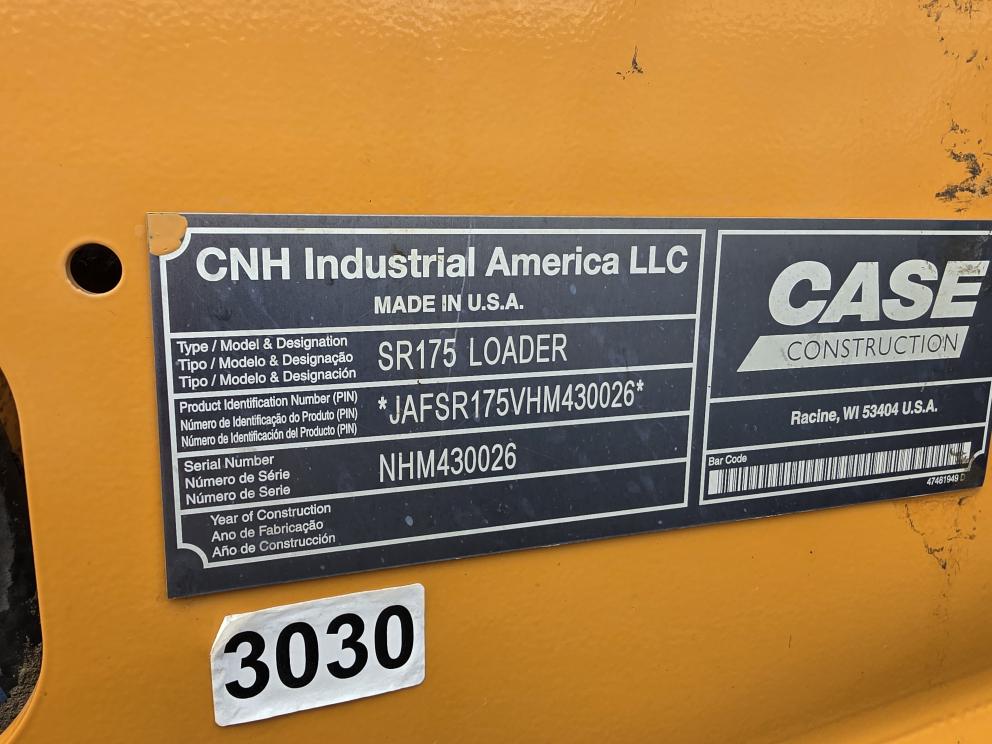 CNH Industrial America LLC
MADE IN U.S.A.
Type / Model & Designation
Tipo / Modelo & Designação
Tipo / Modelo & Designación
SR175 LOADER
Product Identification Number (PIN)
Número de Identificação do Produto (PIN)
Número de Identificación del Producto (PIN)
*JAFSR175VHM430026*
Serial Number
Número de Série
Número de Serie
NHM430026
Year of Construction
Ano de Fabricação
Año de Construcción
CASE
CONSTRUCTION
Racine, WI 53404 U.S.A.
Bar Code
47481949 D
3030